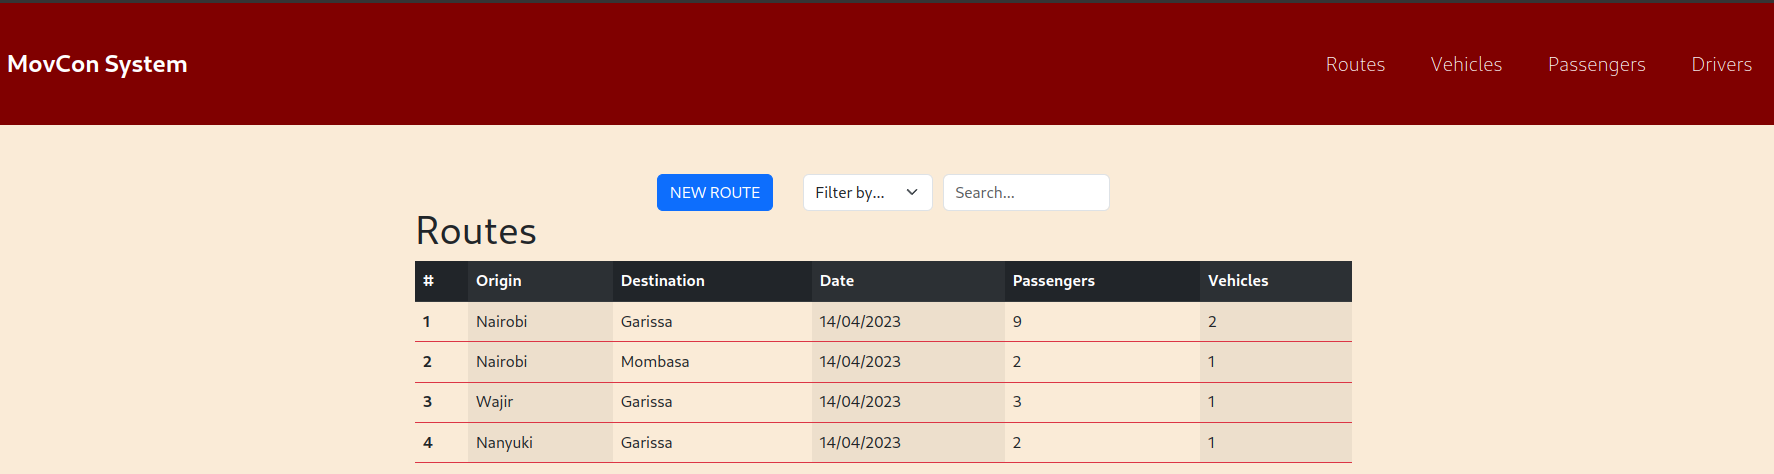 MovCon System Routes Vehicles Passengers Drivers
NEW ROUTE Filter by... Search...
Routes
# Origin Destination Date Passengers Vehicles
1 Nairobi Garissa 14/04/2023 9 2
2 Nairobi Mombasa 14/04/2023 2 1
3 Wajir Garissa 14/04/2023 3 1
4 Nanyuki Garissa 14/04/2023 2 1